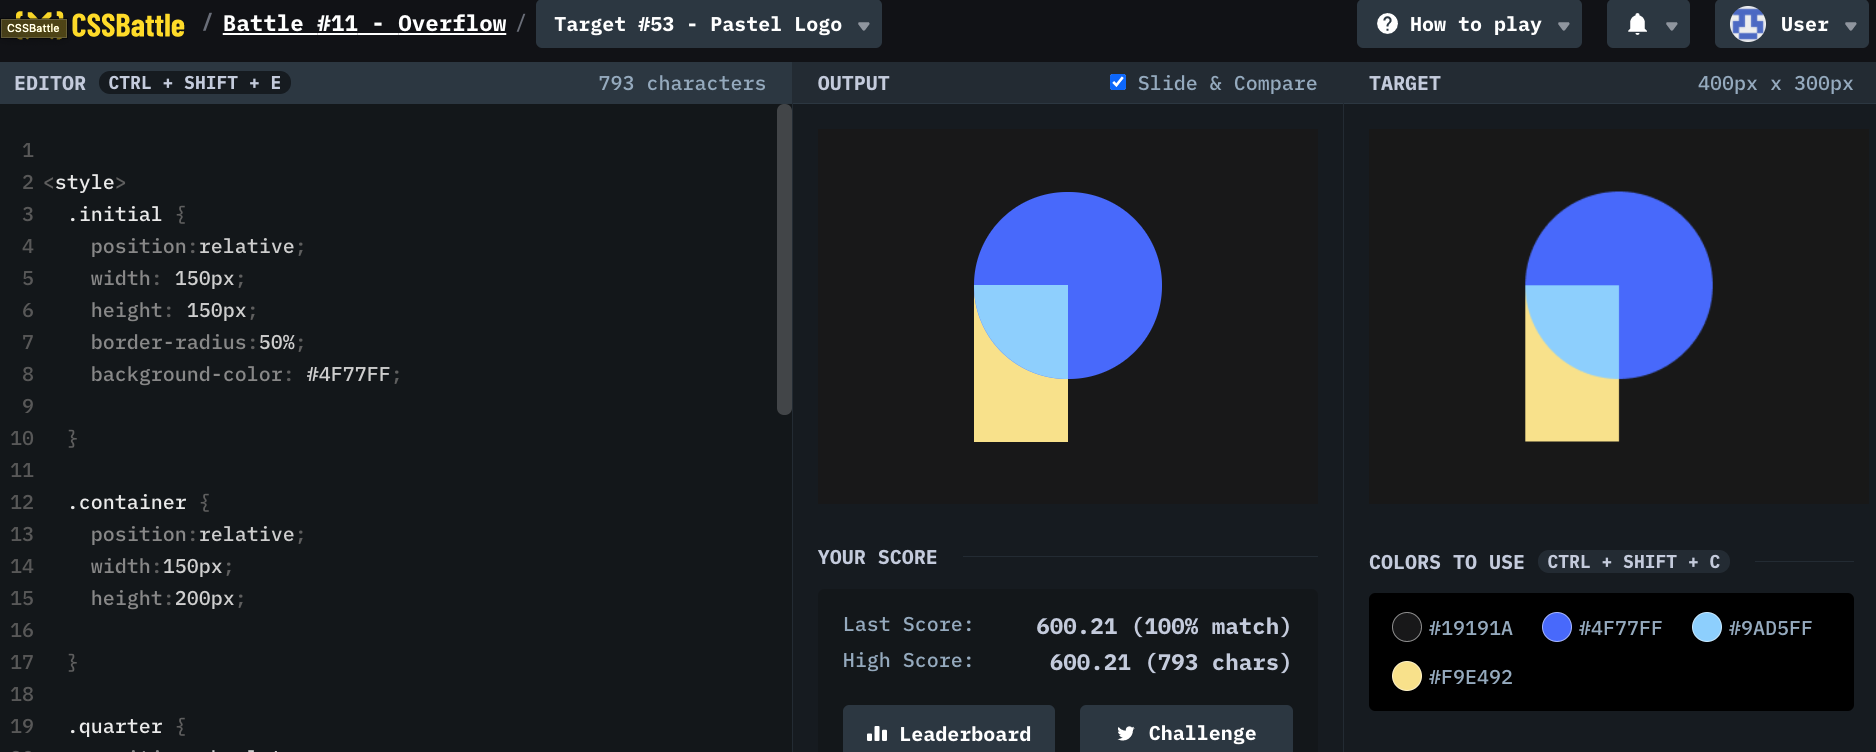 CSSBattle
CSSBattle / Battle #11 - Overflow / Target #53 - Pastel Logo
How to play
User
EDITOR CTRL + SHIFT + E 793 characters
1
2 <style>
3 .initial {
4 position:relative;
5 width: 150px;
6 height: 150px;
7 border-radius:50%;
8 background-color: #4F77FF;
9
10 }
11
12 .container {
13 position:relative;
14 width:150px;
15 height:200px;
16
17 }
18
19 .quarter {
OUTPUT Slide & Compare
YOUR SCORE
Last Score: 600.21 (100% match)
High Score: 600.21 (793 chars)
Leaderboard Challenge
TARGET 400px x 300px
COLORS TO USE CTRL + SHIFT + C
#19191A #4F77FF #9AD5FF
#F9E492